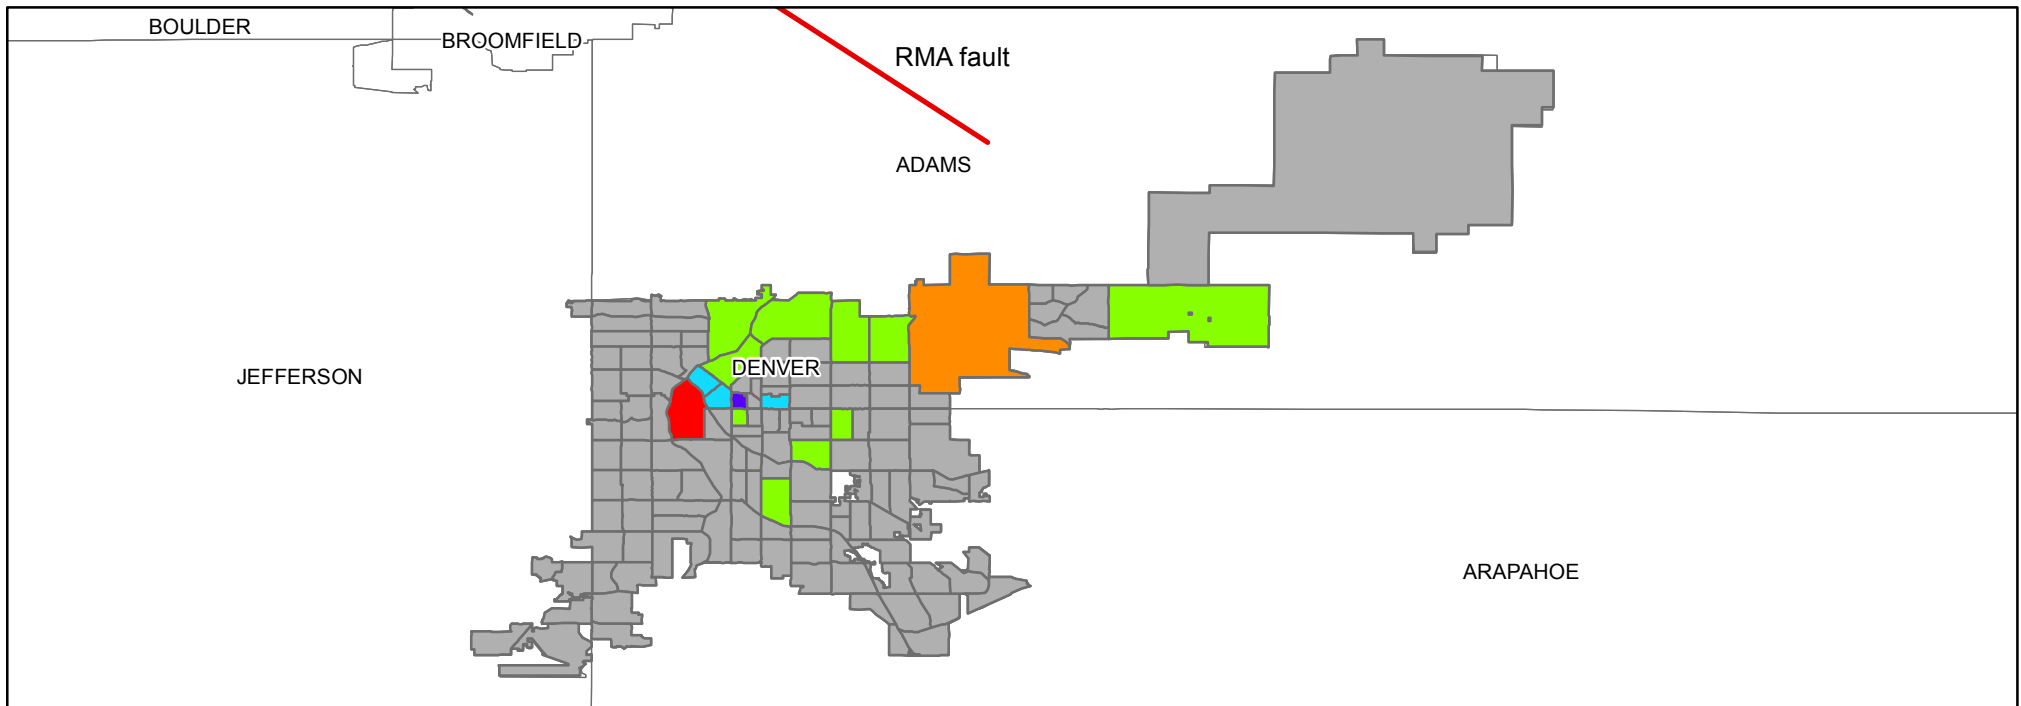 BOULDER
BROOMFIELD
RMA fault
ADAMS
JEFFERSON
DENVER
ARAPAHOE